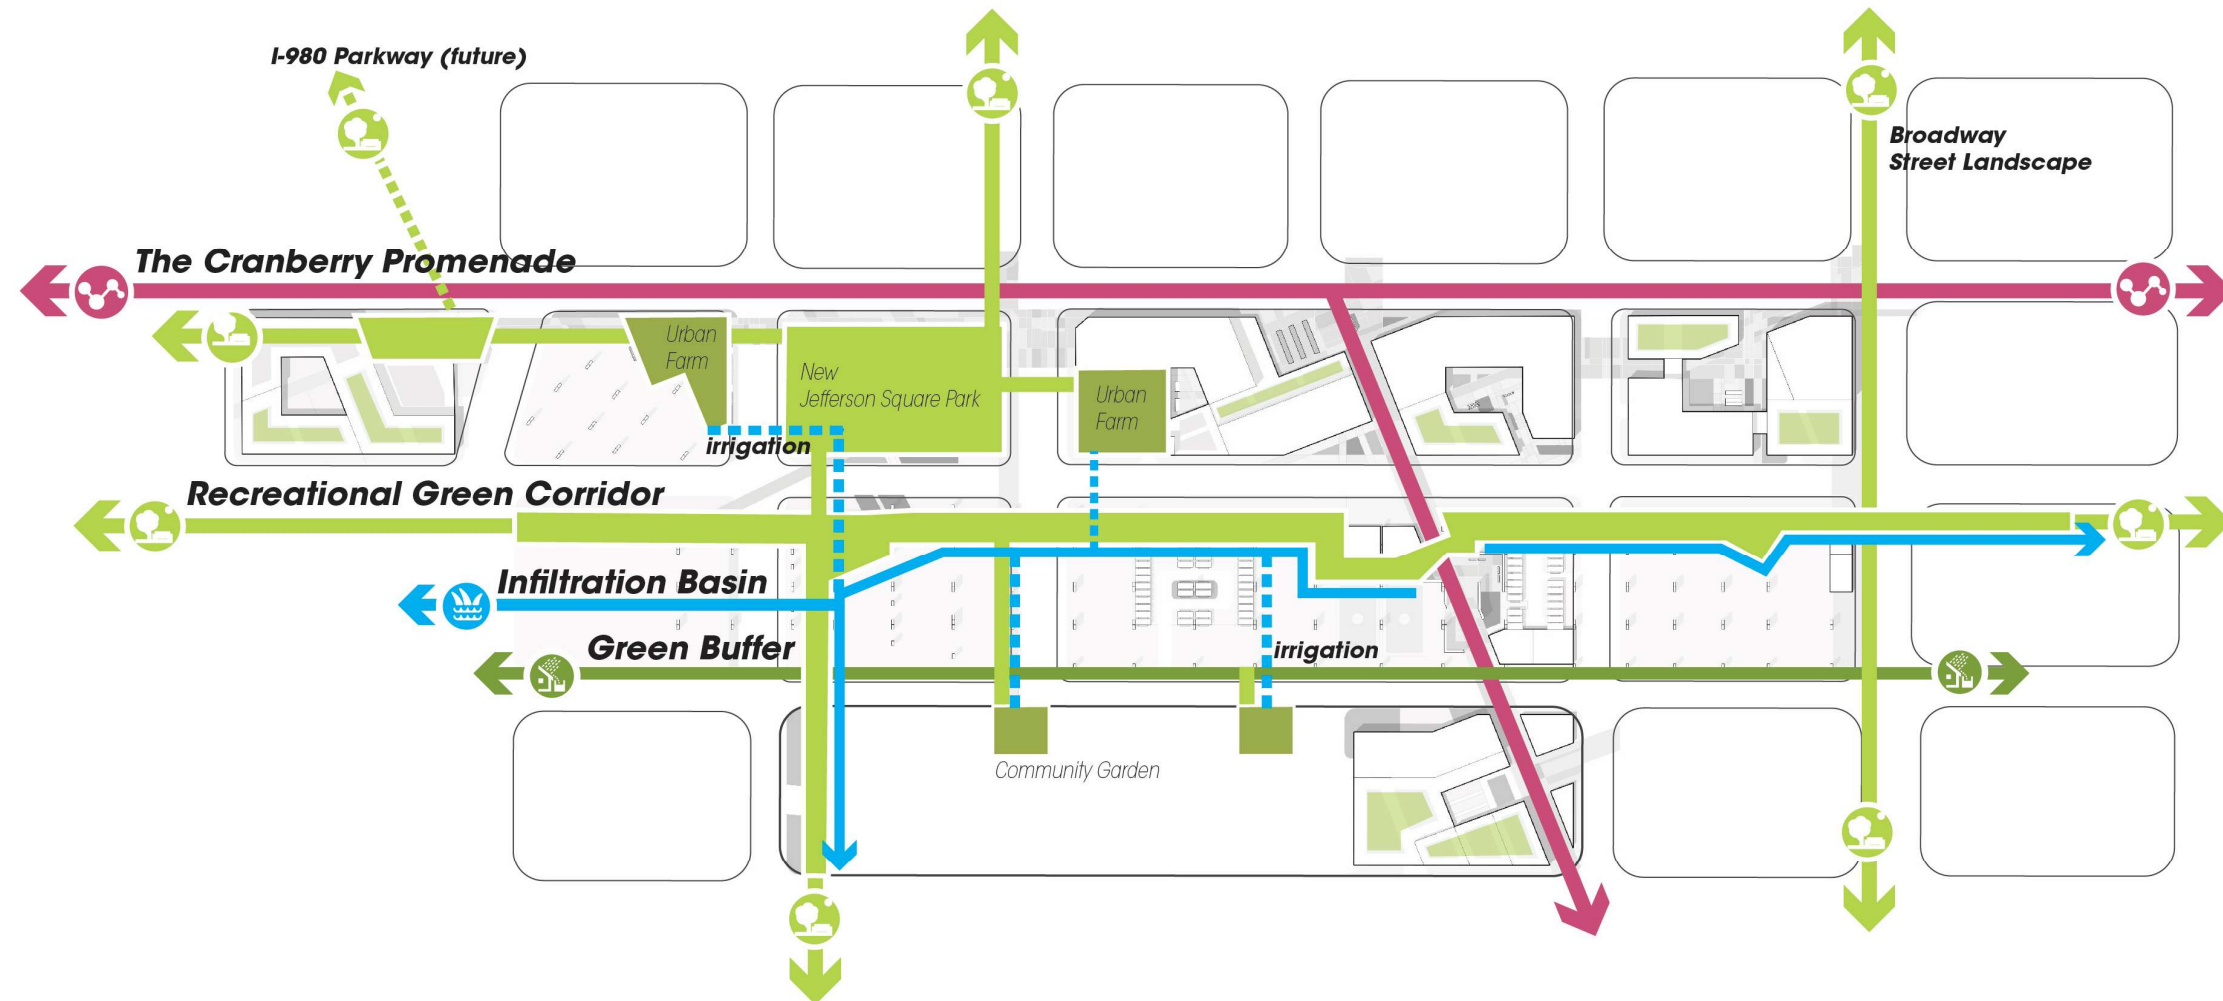 I-980 Parkway (future)
Broadway
Street Landscape
The Cranberry Promenade
Urban
Farm
New
Jefferson Square Park
Urban
Farm
irrigation
Recreational Green Corridor
Infiltration Basin
Green Buffer
irrigation
Community Garden